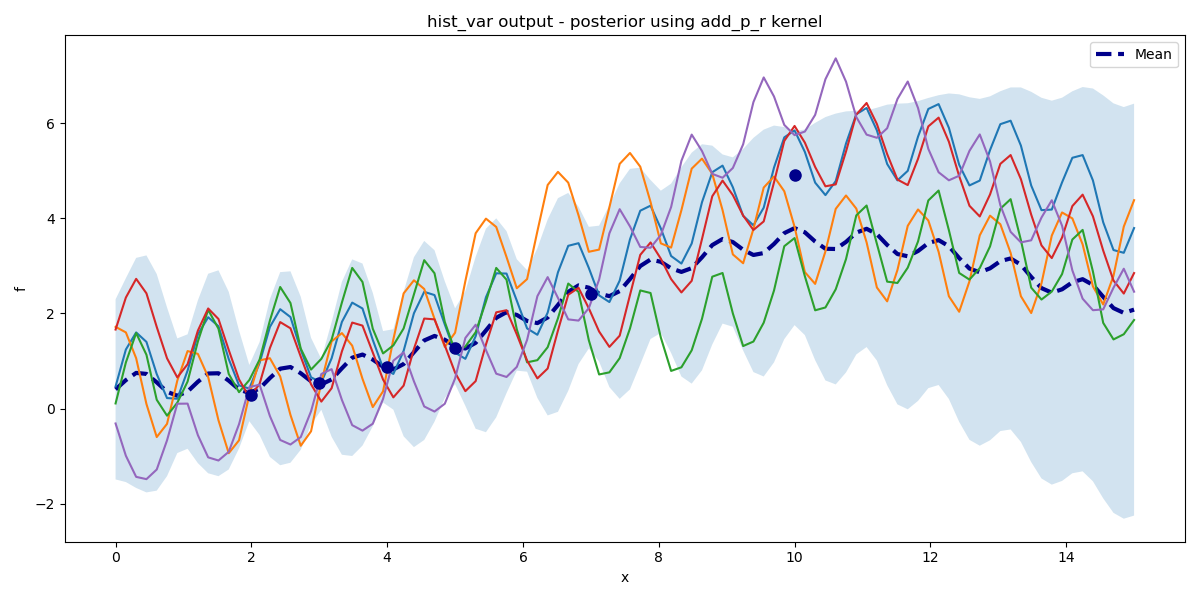 hist_var output - posterior using add_p_r kernel
Mean
f
6
4
2
0
−2
0 2 4 6 8 10 12 14
x